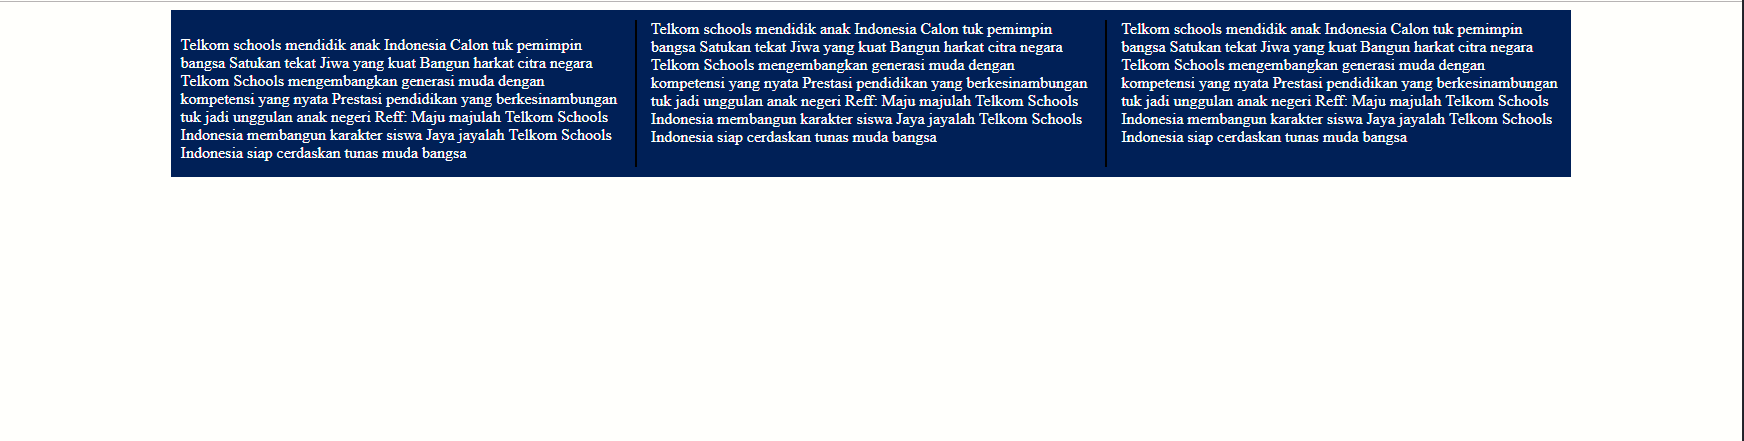 Telkom schools mendidik anak Indonesia Calon tuk pemimpin
bangsa Satukan tekat Jiwa yang kuat Bangun harkat citra negara
Telkom Schools mengembangkan generasi muda dengan
kompetensi yang nyata Prestasi pendidikan yang berkesinambungan
tuk jadi unggulan anak negeri Reff: Maju majulah Telkom Schools
Indonesia membangun karakter siswa Jaya jayalah Telkom Schools
Indonesia siap cerdaskan tunas muda bangsa
Telkom schools mendidik anak Indonesia Calon tuk pemimpin
bangsa Satukan tekat Jiwa yang kuat Bangun harkat citra negara
Telkom Schools mengembangkan generasi muda dengan
kompetensi yang nyata Prestasi pendidikan yang berkesinambungan
tuk jadi unggulan anak negeri Reff: Maju majulah Telkom Schools
Indonesia membangun karakter siswa Jaya jayalah Telkom Schools
Indonesia siap cerdaskan tunas muda bangsa
Telkom schools mendidik anak Indonesia Calon tuk pemimpin
bangsa Satukan tekat Jiwa yang kuat Bangun harkat citra negara
Telkom Schools mengembangkan generasi muda dengan
kompetensi yang nyata Prestasi pendidikan yang berkesinambungan
tuk jadi unggulan anak negeri Reff: Maju majulah Telkom Schools
Indonesia membangun karakter siswa Jaya jayalah Telkom Schools
Indonesia siap cerdaskan tunas muda bangsa